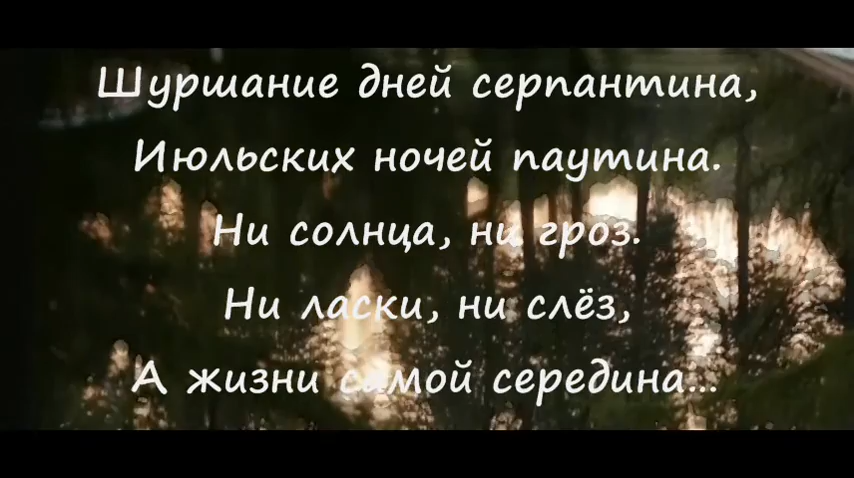 Шуршание дней серпантина,
Июльских ночей паутина.
Ни солнца, ни гроз.
Ни ласки, ни слёз,
А жизни самой середина...